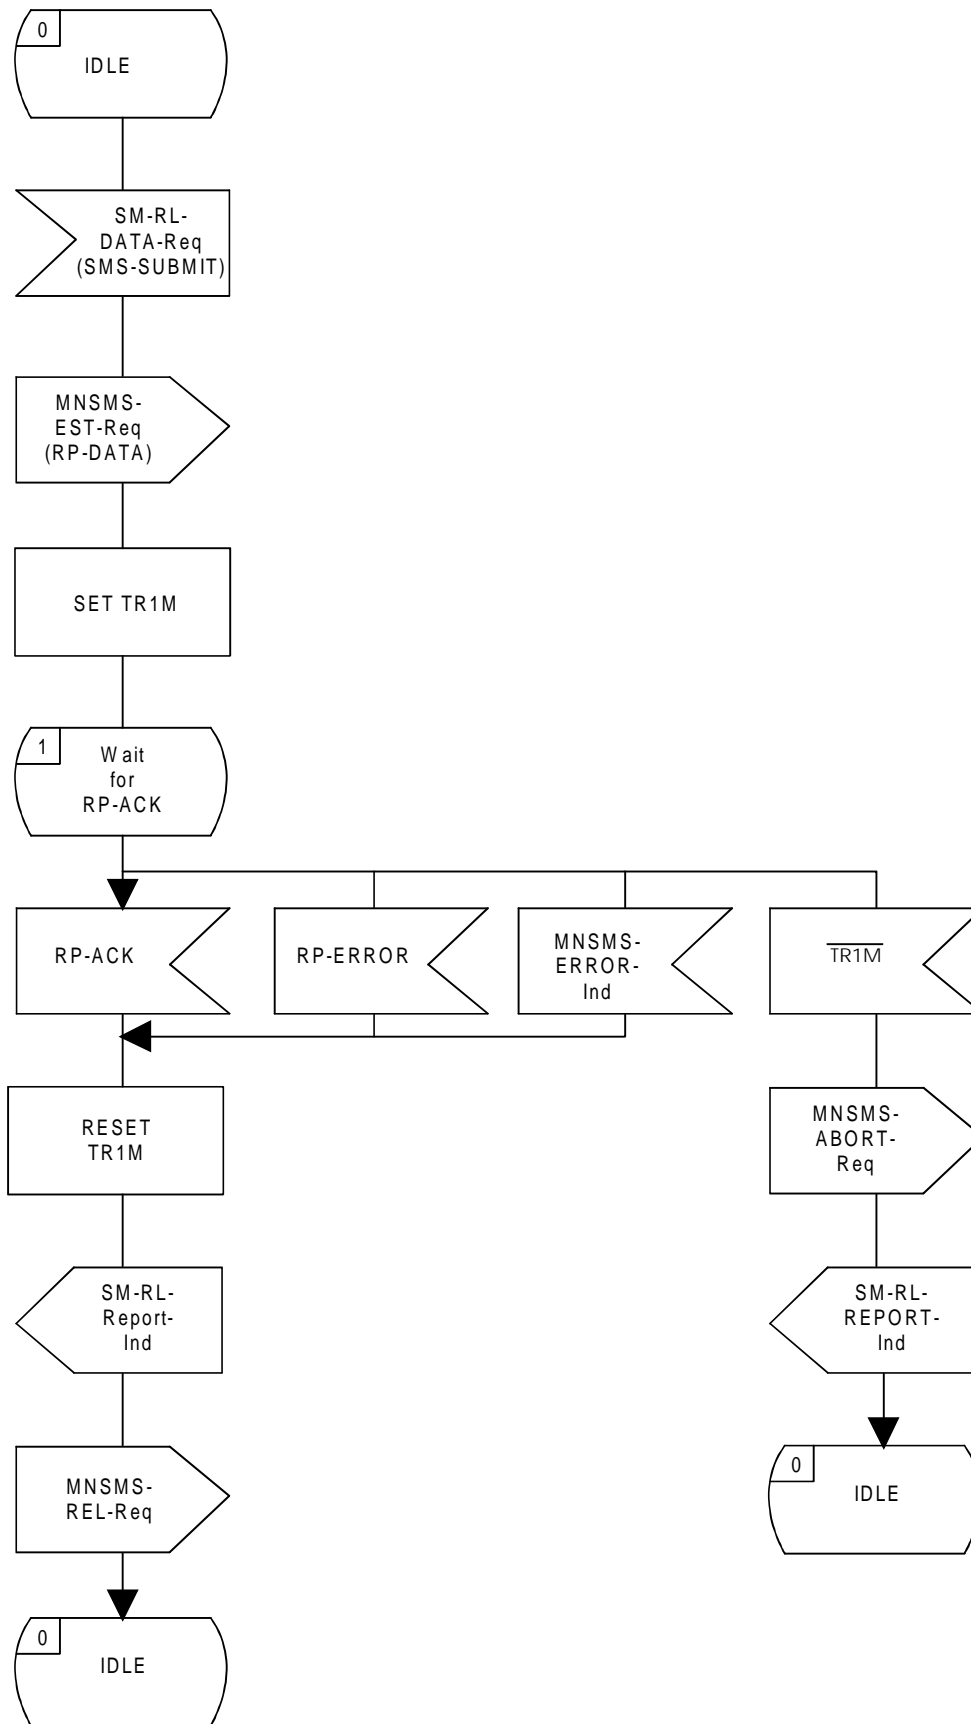 0
IDLE
SM-RL-
DATA-Req
(SMS-SUBMIT)
MNSMS-
EST-Req
(RP-DATA)
SET TR1M
1
Wait
for
RP-ACK
RP-ACK
RP-ERROR
MNSMS-
ERROR-
Ind
TR1M
RESET
TR1M
MNSMS-
ABORT-
Req
SM-RL-
Report-
Ind
SM-RL-
REPORT-
Ind
MNSMS-
REL-Req
0
IDLE
0
IDLE